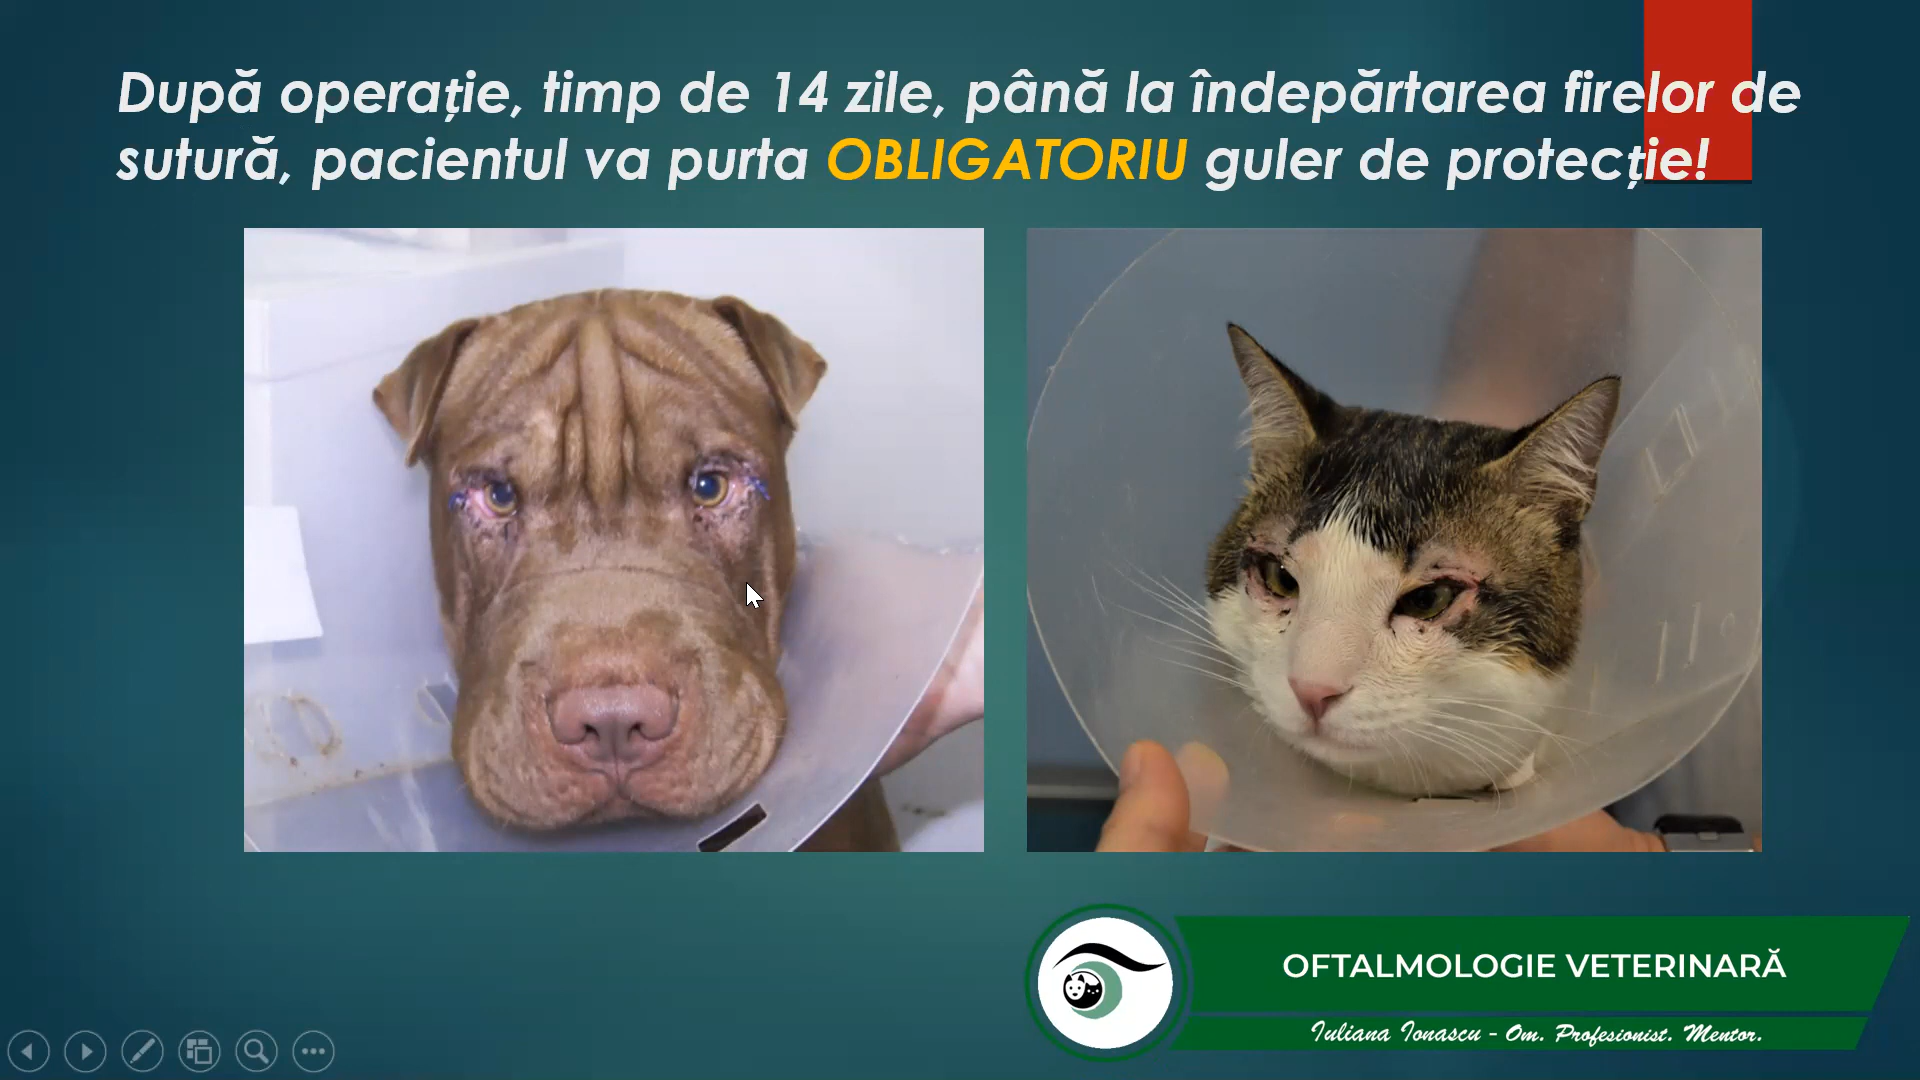 După operație, timp de 14 zile, până la îndepărtarea firelor de
sutură, pacientul va purta OBLIGATORIU guler de protecție!
OFTALMOLOGIE VETERINARĂ
Iuliana Ionascu - Om. Profesionist. Mentor.